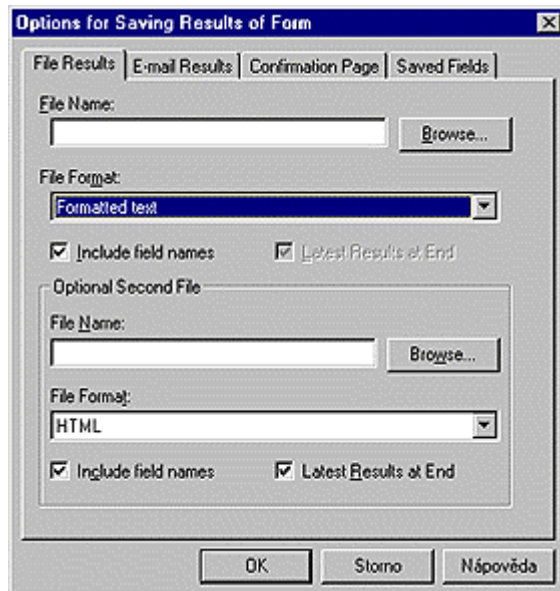 Options for Saving Results of Form
File Results E-mail Results Confirmation Page Saved Fields
File Name:
Browse...
File Format:
Formatted text
Include field names Latest Results at End
Optional Second File
File Name:
Browse...
File Format:
HTML
Include field names Latest Results at End
OK Storno Nápověda